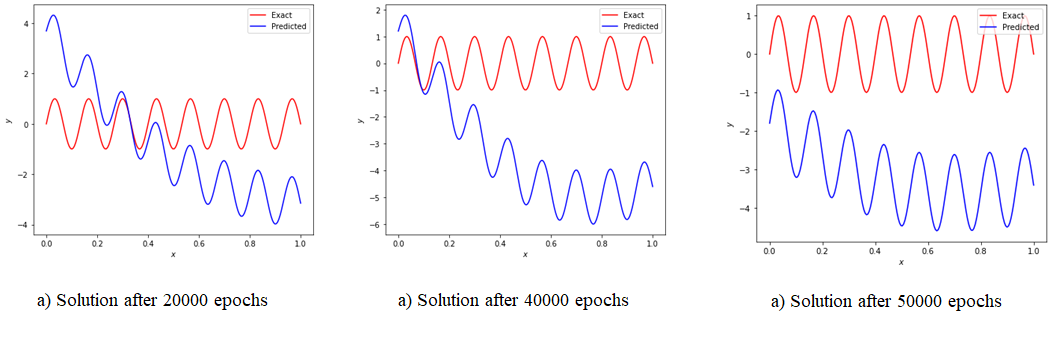 Exact
Predicted
4
2
0
−2
−4
y
0.0 0.2 0.4 0.6 0.8 1.0
x
a) Solution after 20000 epochs
Exact
Predicted
2
1
0
−1
−2
−3
−4
−5
−6
y
0.0 0.2 0.4 0.6 0.8 1.0
x
a) Solution after 40000 epochs
Exact
Predicted
1
0
−1
−2
−3
−4
y
0.0 0.2 0.4 0.6 0.8 1.0
x
a) Solution after 50000 epochs